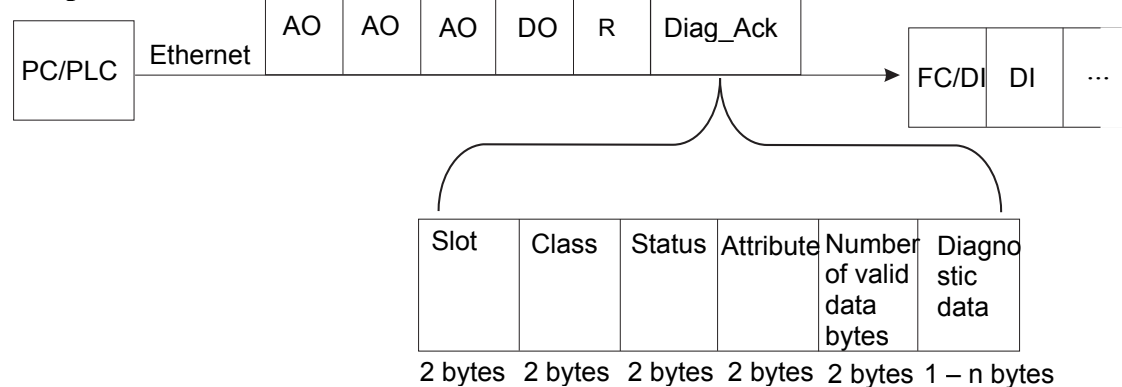 AO AO AO DO R Diag_Ack
PC/PLC Ethernet FC/DI DI ...
Slot Class Status Attribute Number of valid data bytes Diagno stic data
2 bytes 2 bytes 2 bytes 2 bytes 2 bytes 1 – n bytes